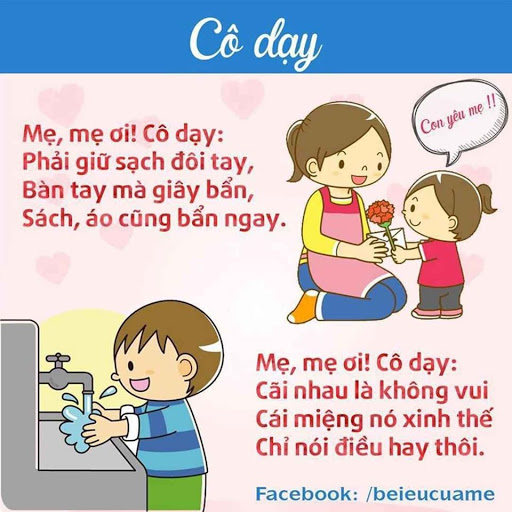 Cô dạy
Mẹ, mẹ ơi! Cô dạy:
Phải giữ sạch đôi tay,
Bàn tay mà giây bẩn,
Sách, áo cũng bẩn ngay.
Con yêu mẹ !!
Mẹ, mẹ ơi! Cô dạy:
Cãi nhau là không vui
Cái miệng nó xinh thế
Chỉ nói điều hay thôi.
Facebook: /beieucuame